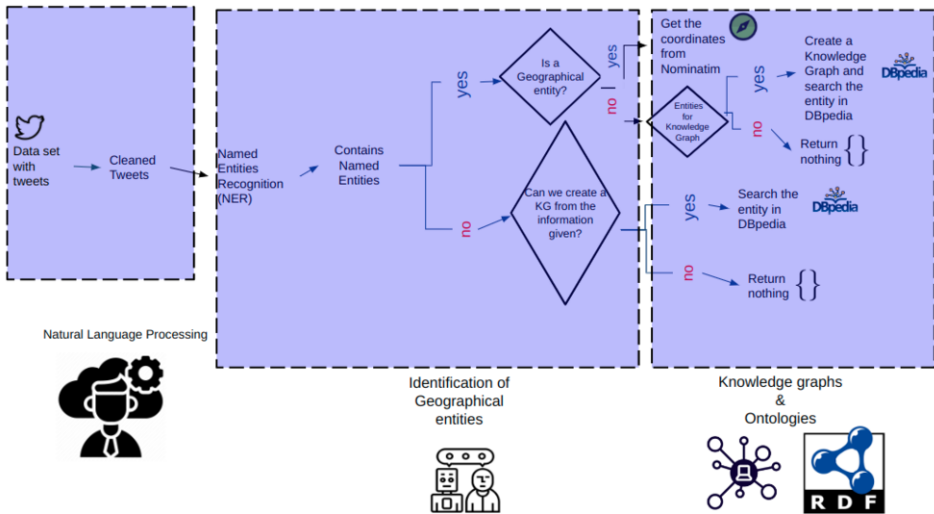 Data set
with
tweets
Cleaned
Tweets
Named
Entities
Recognition
(NER)
Contains
Named
Entities
yes
no
Is a
Geographical
entity?
yes
no
Can we create a
KG from the
information
given?
Get the
coordinates
from
Nominatim
Entities
for
Knowledge
Graph
yes
no
Create a
Knowledge
Graph and
search the
entity in
DBpedia
DBpedia
Return
nothing {}
yes
no
Search the
entity in
DBpedia
DBpedia
Return
nothing {}
Natural Language Processing
Identification of
Geographical
entities
Knowledge graphs
&
Ontologies
RDF